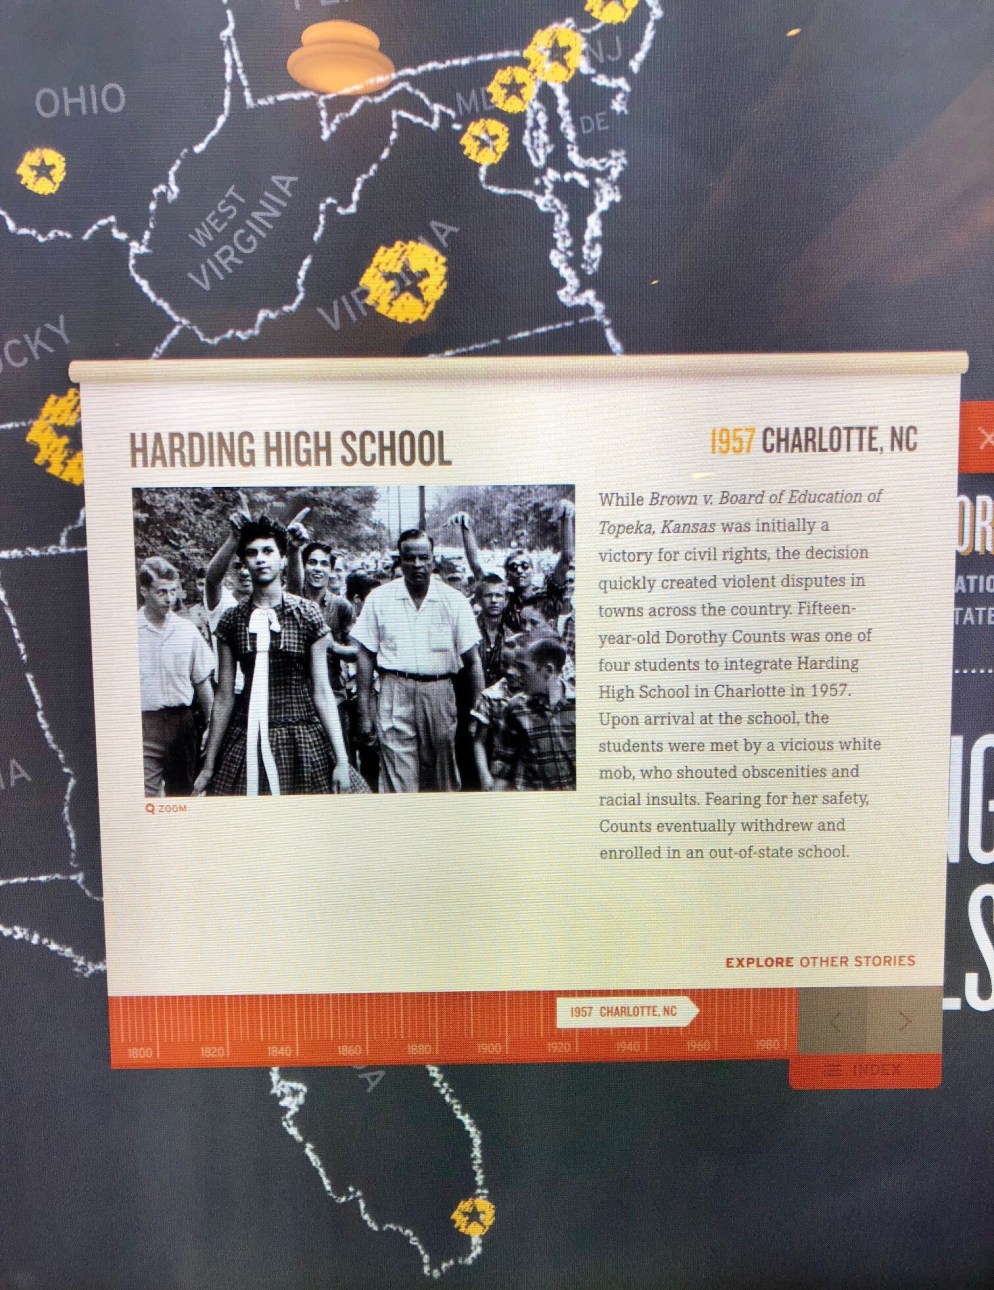 OHIO
NJ
MD
DE
WEST
VIRGINIA
HARDING HIGH SCHOOL
1957 CHARLOTTE, NC
While Brown v. Board of Education of
Topeka, Kansas was initially a
victory for civil rights, the decision
quickly created violent disputes in
towns across the country. Fifteen-
year-old Dorothy Counts was one of
four students to integrate Harding
High School in Charlotte in 1957.
Upon arrival at the school, the
students were met by a vicious white
mob, who shouted obscenities and
racial insults. Fearing for her safety,
Counts eventually withdrew and
enrolled in an out-of-state school.
ZOOM
EXPLORE OTHER STORIES
1957 CHARLOTTE, NC
1800 1820 1840 1860 1880 1900 1920 1940 1960 1980
INDEX